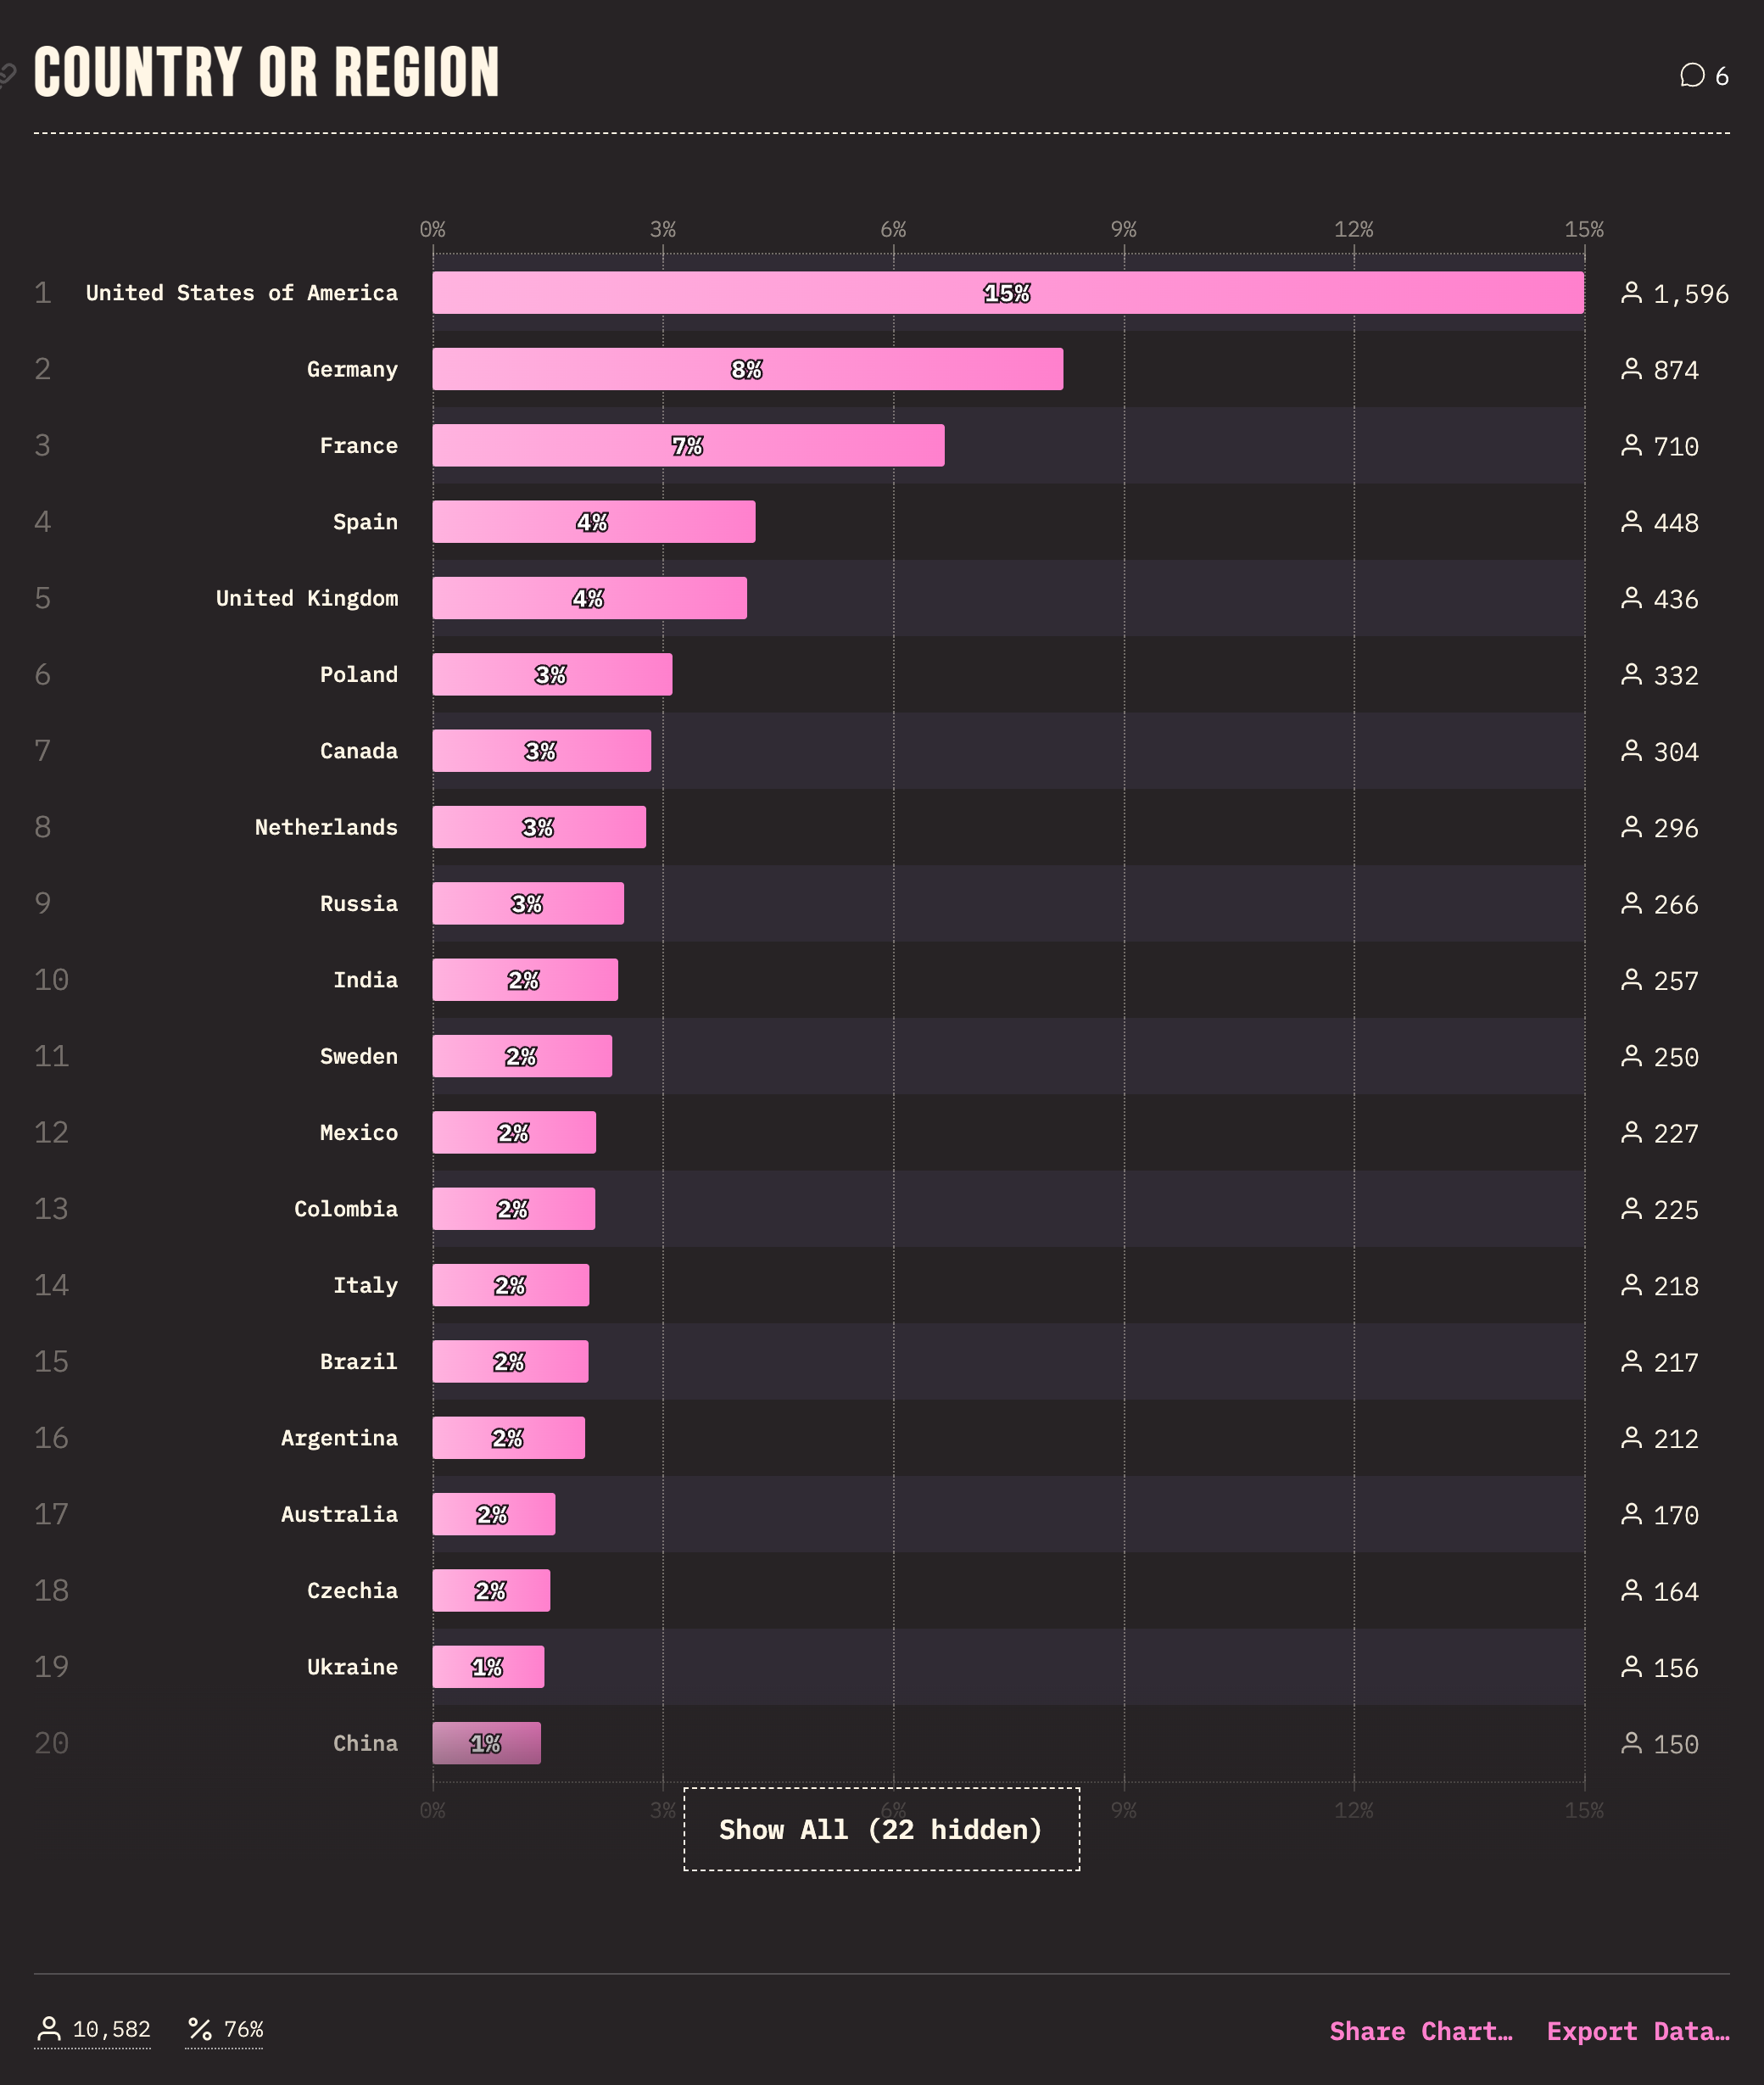 COUNTRY OR REGION
6
0% 3% 6% 9% 12% 15%
1 United States of America 15% 1,596
2 Germany 8% 874
3 France 7% 710
4 Spain 4% 448
5 United Kingdom 4% 436
6 Poland 3% 332
7 Canada 3% 304
8 Netherlands 3% 296
9 Russia 3% 266
10 India 2% 257
11 Sweden 2% 250
12 Mexico 2% 227
13 Colombia 2% 225
14 Italy 2% 218
15 Brazil 2% 217
16 Argentina 2% 212
17 Australia 2% 170
18 Czechia 2% 164
19 Ukraine 1% 156
20 China 1% 150
0% 3% 6% 9% 12% 15%
Show All (22 hidden)
10,582 % 76% Share Chart… Export Data…